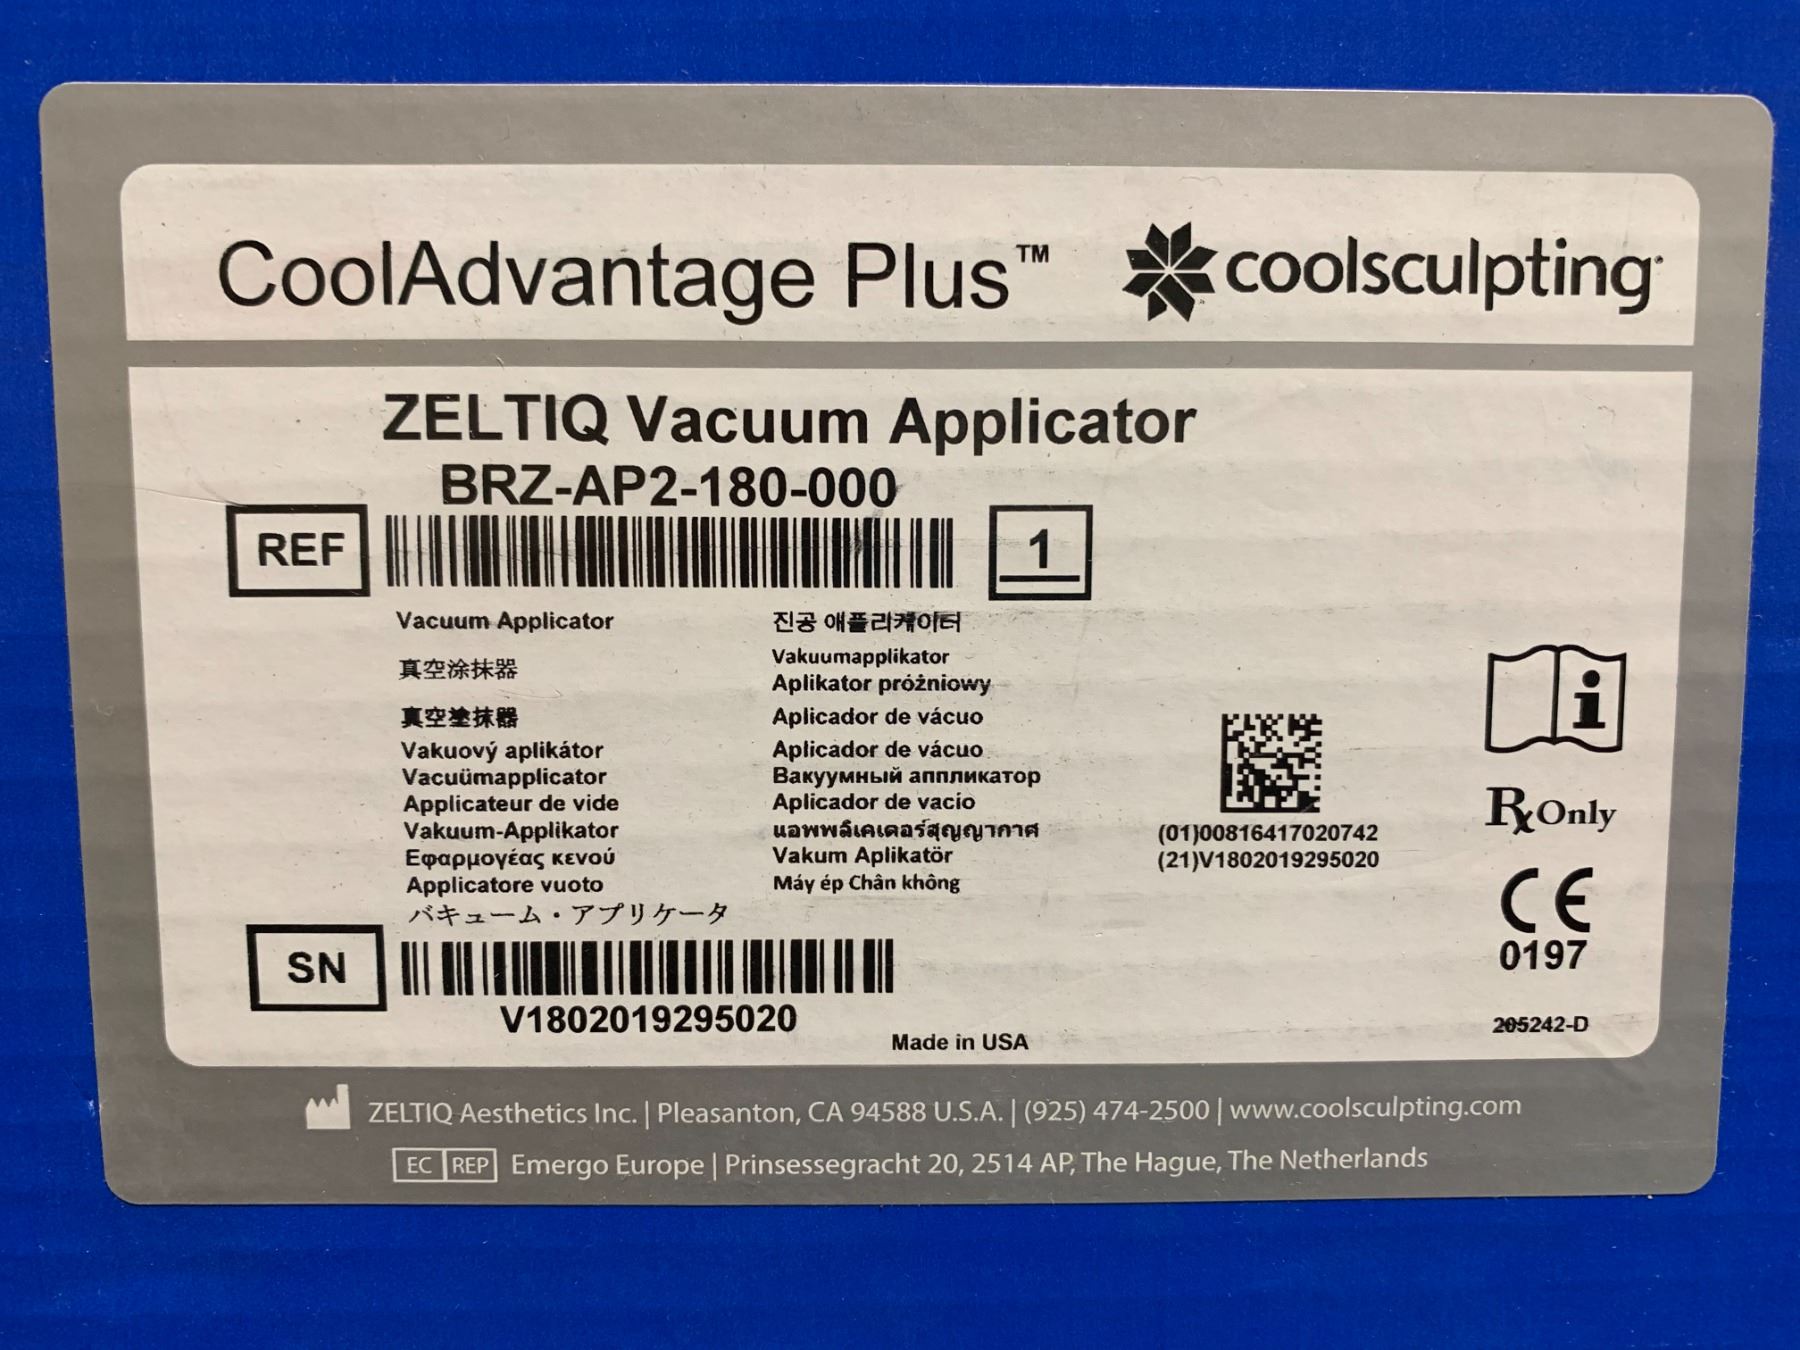 CoolAdvantage Plus™ coolsculpting®
ZELTIQ Vacuum Applicator
BRZ-AP2-180-000
REF
1
Vacuum Applicator
真空涂抹器
真空塗抹器
Vakuový aplikátor
Vacuümapplicator
Applicateur de vide
Vakuum-Applikator
Εφαρμογέας κενού
Applicatore vuoto
バキューム・アプリケータ
진공 애플리케이터
Vakuumapplikator
Aplikator próżniowy
Aplicador de vácuo
Aplicador de vácuo
Вакуумный аппликатор
Aplicador de vacío
แอพพลิเคเตอร์สุญญากาศ
Vakum Aplikatör
Máy ép Chân không
(01)00816417020742
(21)V1802019295020
i
Rx Only
CE
0197
SN
V1802019295020
Made in USA
205242-D
ZELTIQ Aesthetics Inc. | Pleasanton, CA 94588 U.S.A. | (925) 474-2500 | www.coolsculpting.com
EC REP Emergo Europe | Prinsessegracht 20, 2514 AP, The Hague, The Netherlands